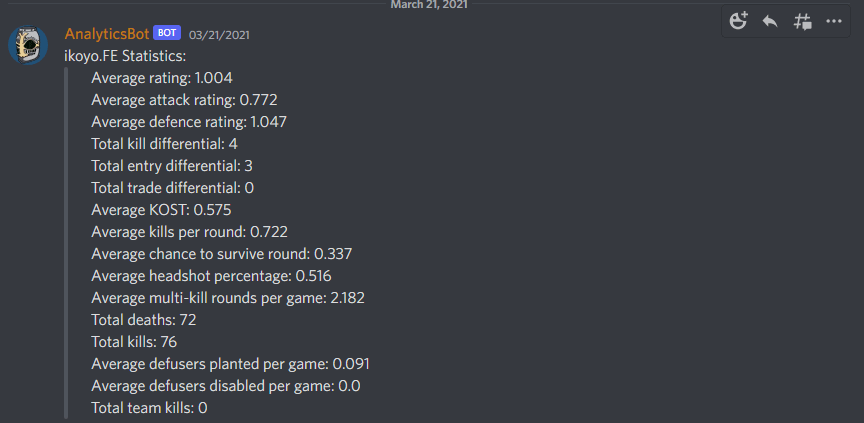 March 21, 2021
AnalyticsBot BOT 03/21/2021
ikoyo.FE Statistics:
Average rating: 1.004
Average attack rating: 0.772
Average defence rating: 1.047
Total kill differential: 4
Total entry differential: 3
Total trade differential: 0
Average KOST: 0.575
Average kills per round: 0.722
Average chance to survive round: 0.337
Average headshot percentage: 0.516
Average multi-kill rounds per game: 2.182
Total deaths: 72
Total kills: 76
Average defusers planted per game: 0.091
Average defusers disabled per game: 0.0
Total team kills: 0